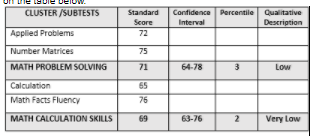 on the table below.
CLUSTER /SUBTESTS Standard Score Confidence Interval Percentile Qualitative Description
Applied Problems 72
Number Matrices 75
MATH PROBLEM SOLVING 71 64-78 3 Low
Calculation 65
Math Facts Fluency 76
MATH CALCULATION SKILLS 69 63-76 2 Very Low